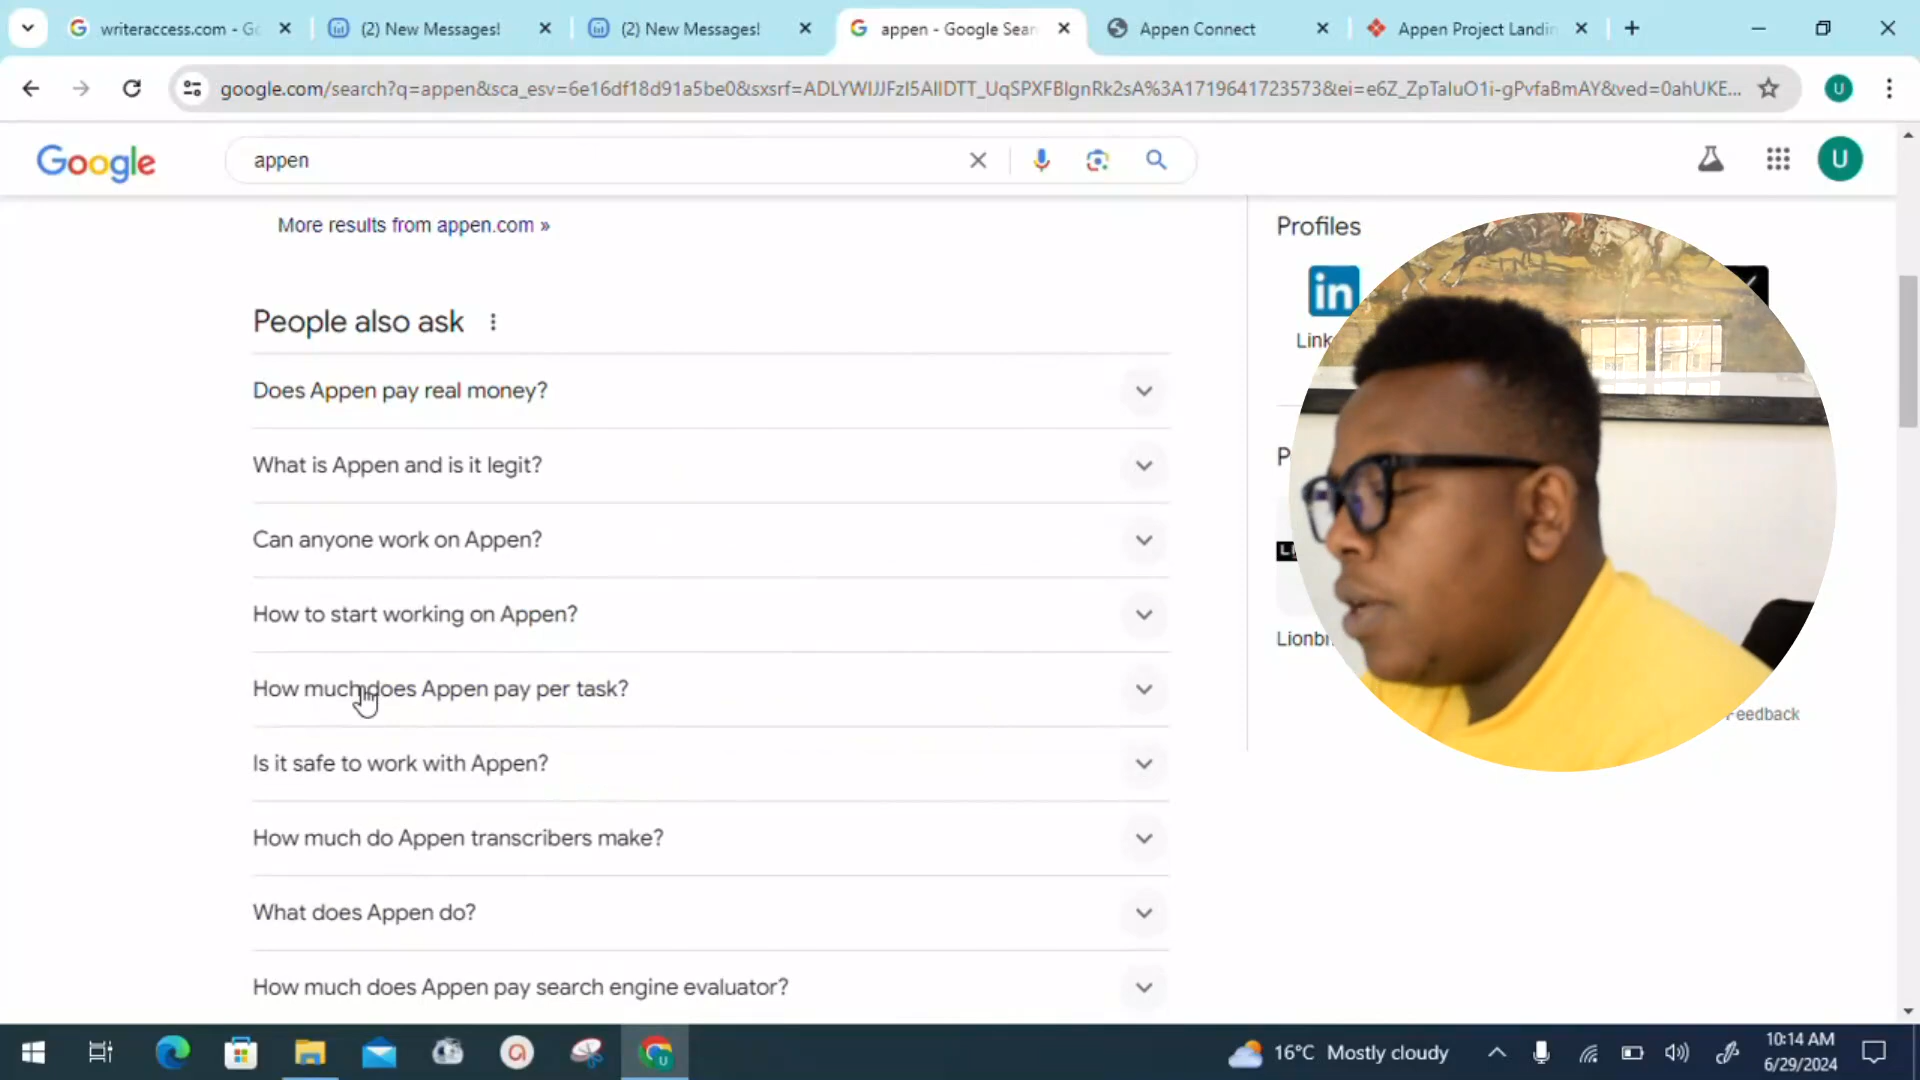 writeraccess.com - G
(2) New Messages!
(2) New Messages!
appen - Google Sear
Appen Connect
Appen Project Landin
google.com/search?q=appen&sca_esv=6e16df18d91a5be0&sxsrf=ADLYWIJJFzI5AIlDTT_UqSPXFBIgnRk2sA%3A1719641723573&ei=e6Z_ZpTaIuO1i-gPvfaBmAY&ved=0ahUKE...
U
Google
appen
U
More results from appen.com »
Profiles
in
Link
People also ask
Does Appen pay real money?
What is Appen and is it legit?
P
Can anyone work on Appen?
How to start working on Appen?
Lionbr
How much does Appen pay per task?
Feedback
Is it safe to work with Appen?
How much do Appen transcribers make?
What does Appen do?
How much does Appen pay search engine evaluator?
16°C Mostly cloudy
10:14 AM
6/29/2024